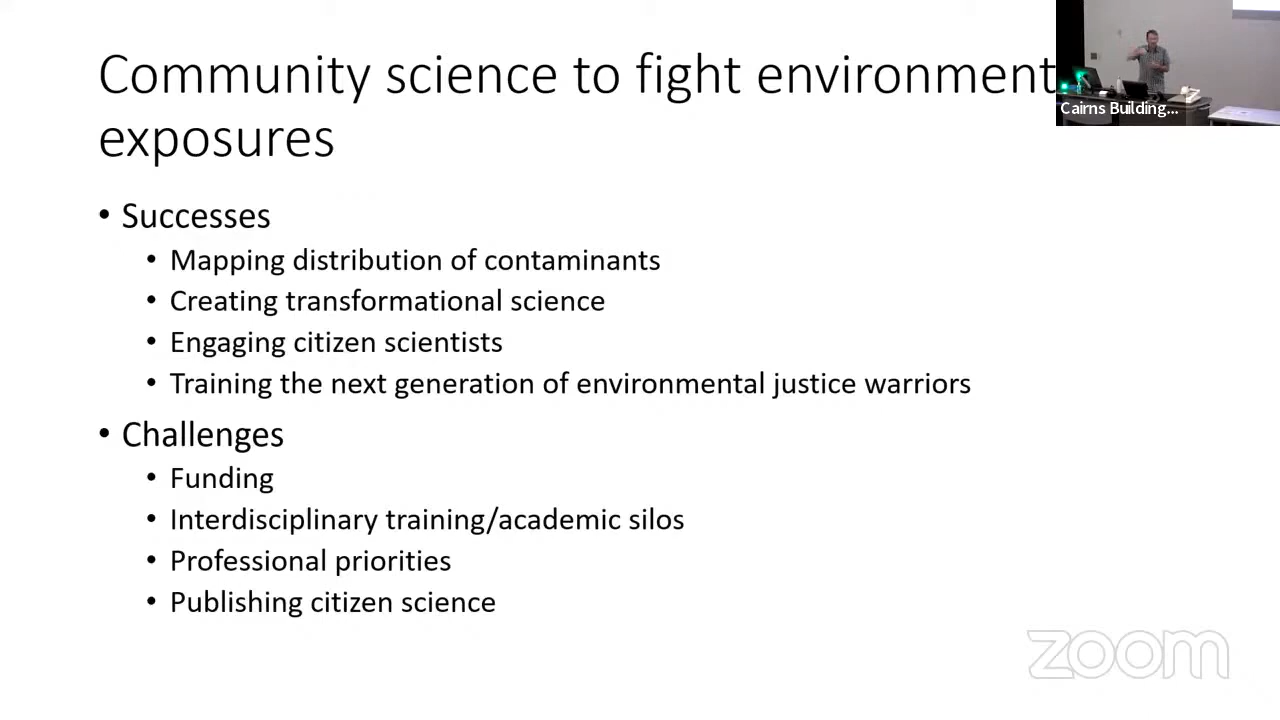 Community science to fight environment
exposures
• Successes
• Mapping distribution of contaminants
• Creating transformational science
• Engaging citizen scientists
• Training the next generation of environmental justice warriors
• Challenges
• Funding
• Interdisciplinary training/academic silos
• Professional priorities
• Publishing citizen science
Cairns Building...
zoom